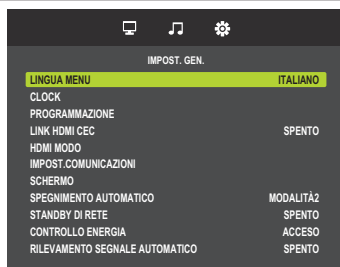 IMPOST. GEN.
LINGUA MENU ITALIANO
CLOCK
PROGRAMMAZIONE
LINK HDMI CEC SPENTO
HDMI MODO
IMPOST.COMUNICAZIONI
SCHERMO
SPEGNIMENTO AUTOMATICO MODALITÀ2
STANDBY DI RETE SPENTO
CONTROLLO ENERGIA ACCESO
RILEVAMENTO SEGNALE AUTOMATICO SPENTO